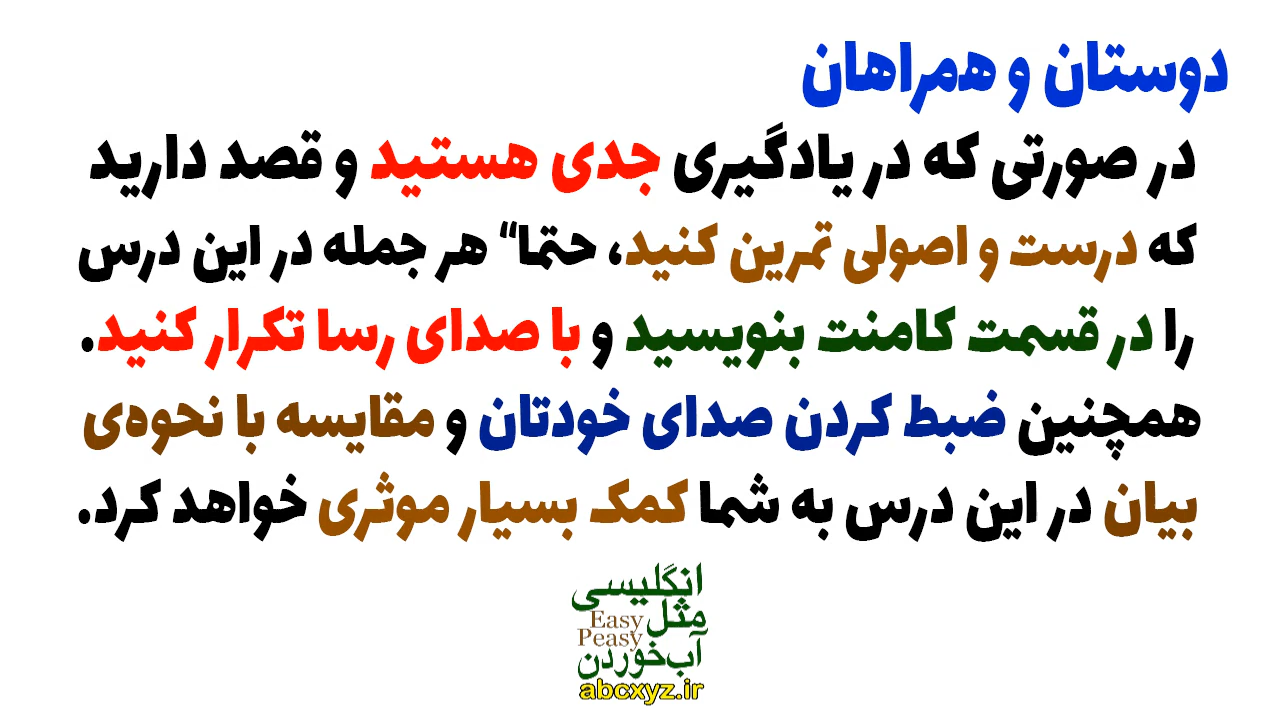 دوستان و همراهان
در صورتی که در یادگیری جدی هستید و قصد دارید
که درست و اصولی تمرین کنید، حتما“ هر جمله در این درس
را در قسمت کامنت بنویسید و با صدای رسا تکرار کنید.
همچنین ضبط کردن صدای خودتان و مقایسه با نحوه‌ی
بیان در این درس به شما کمک بسیار موثری خواهد کرد.
انگلیسی
مثل Easy
Peasy
آب‌خوردن
abcxyz.ir